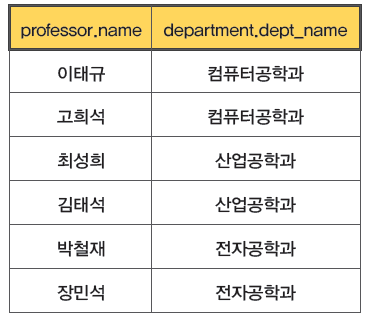 professor.name department.dept_name
이태규 컴퓨터공학과
고희석 컴퓨터공학과
최성희 산업공학과
김태석 산업공학과
박철재 전자공학과
장민석 전자공학과